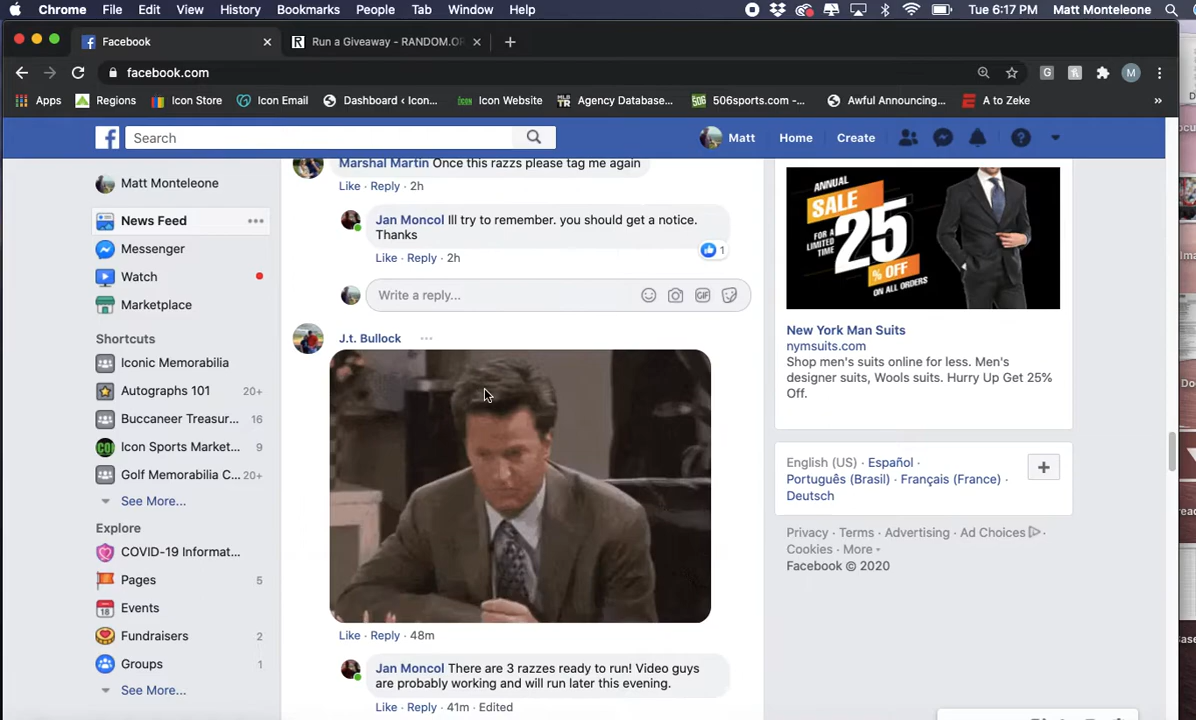 Chrome File Edit View History Bookmarks People Tab Window Help Tue 6:17 PM Matt Monteleone
Facebook Run a Giveaway - RANDOM.OR
facebook.com
Apps Regions Icon Store Icon Email Dashboard ‹ Icon... Icon Website Agency Database... 506sports.com -... Awful Announcing... A to Zeke »
Search Matt Home Create
Matt Monteleone
News Feed
Messenger
Watch
Marketplace
Shortcuts
Iconic Memorabilia
Autographs 101 20+
Buccaneer Treasur... 16
Icon Sports Market... 9
Golf Memorabilia C... 20+
See More...
Explore
COVID-19 Informat...
Pages 5
Events
Fundraisers 2
Groups 1
See More...
Marshal Martin Once this razzs please tag me again
Like · Reply · 2h
Jan Moncol Ill try to remember. you should get a notice.
Thanks
1
Like · Reply · 2h
Write a reply...
GIF
J.t. Bullock
Like · Reply · 48m
Jan Moncol There are 3 razzes ready to run! Video guys
are probably working and will run later this evening.
Like · Reply · 41m · Edited
ANNUAL
SALE
FOR A
LIMITED
TIME
25
% OFF
ON ALL ORDERS
New York Man Suits
nymsuits.com
Shop men's suits online for less. Men's
designer suits, Wools suits. Hurry Up Get 25%
Off.
English (US) · Español ·
Português (Brasil) · Français (France) ·
Deutsch
Privacy · Terms · Advertising · Ad Choices ·
Cookies · More
Facebook © 2020